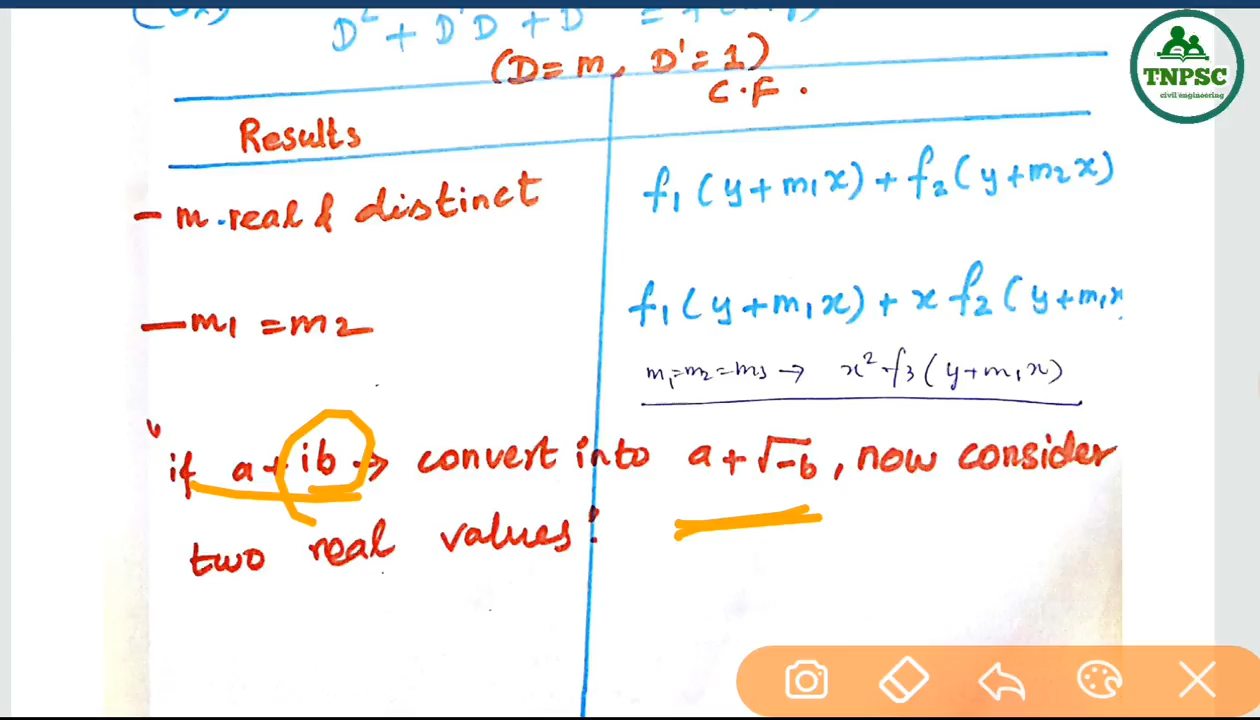 D² + D'D + D
(D = m, D' = 1)
C.F.
Results
- m. real & distinct
f₁(y+m₁x) + f₂(y+m₂x)
- m₁ = m₂
f₁(y+m₁x) + x f₂(y+m₁x
m₁=m₂=m₃ → x² f₃(y+m₁x)
"if a+ib → convert into a+√-b, now consider
two real values!
TNPSC
civil engineering